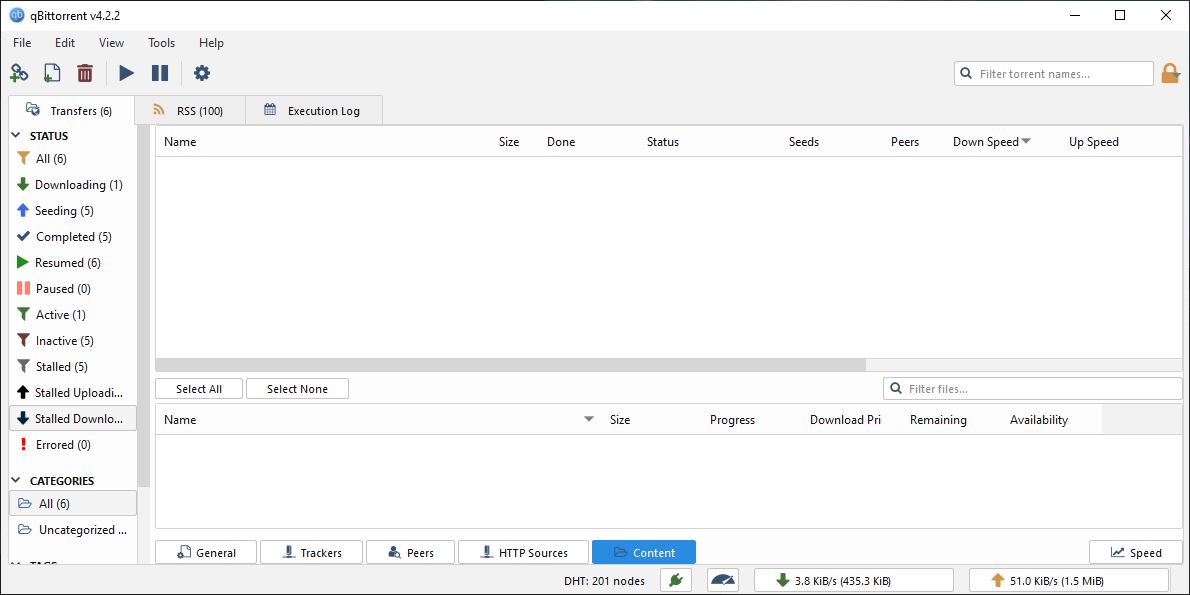 qb qBittorrent v4.2.2
File Edit View Tools Help
Filter torrent names...
Transfers (6) RSS (100) Execution Log
STATUS
All (6)
Downloading (1)
Seeding (5)
Completed (5)
Resumed (6)
Paused (0)
Active (1)
Inactive (5)
Stalled (5)
Stalled Uploadi...
Stalled Downlo...
Errored (0)
CATEGORIES
All (6)
Uncategorized ...
TAGS
Name Size Done Status Seeds Peers Down Speed Up Speed
Select All Select None Filter files...
Name Size Progress Download Pri Remaining Availability
General Trackers Peers HTTP Sources Content Speed
DHT: 201 nodes 3.8 KiB/s (435.3 KiB) 51.0 KiB/s (1.5 MiB)